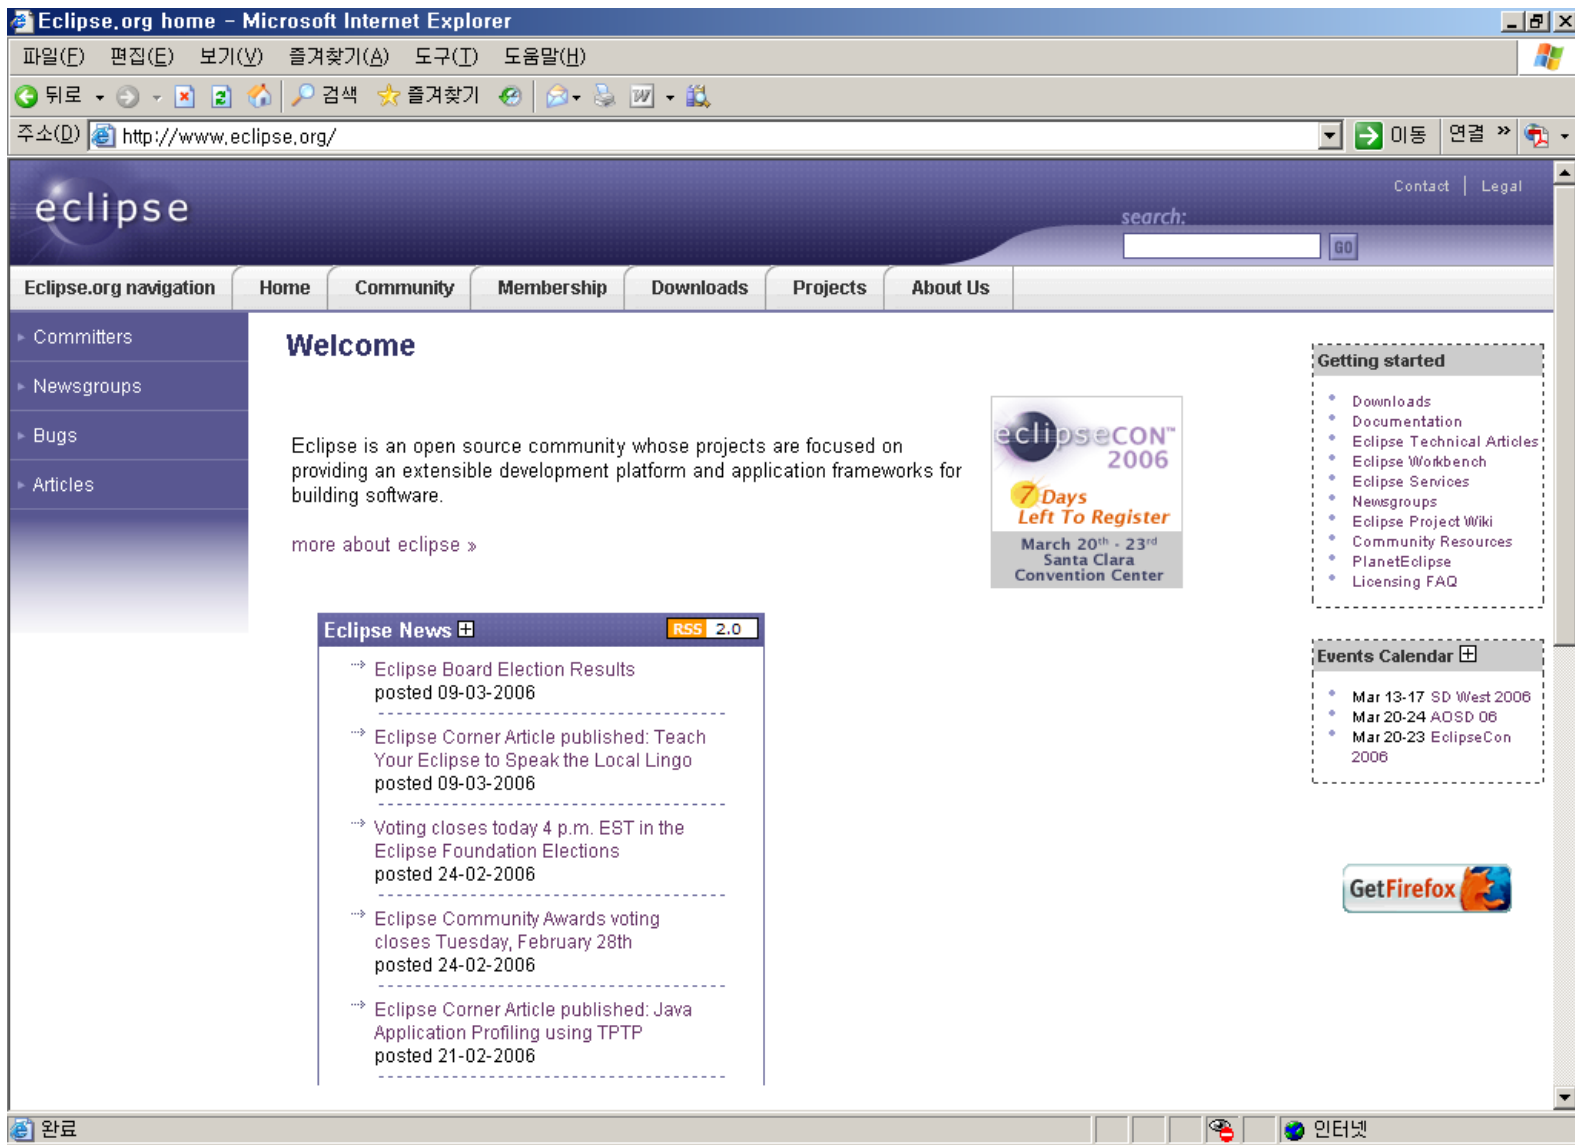 Eclipse.org home - Microsoft Internet Explorer
파일(F) 편집(E) 보기(V) 즐겨찾기(A) 도구(T) 도움말(H)
뒤로 검색 즐겨찾기
주소(D) http://www.eclipse.org/ 이동 연결 »
eclipse
Contact | Legal
search:
GO
Eclipse.org navigation Home Community Membership Downloads Projects About Us
Committers
Newsgroups
Bugs
Articles
Welcome
Eclipse is an open source community whose projects are focused on
providing an extensible development platform and application frameworks for
building software.
more about eclipse »
eclipseCON™
2006
7 Days
Left To Register
March 20th - 23rd
Santa Clara
Convention Center
Eclipse News
RSS 2.0
Eclipse Board Election Results
posted 09-03-2006
Eclipse Corner Article published: Teach
Your Eclipse to Speak the Local Lingo
posted 09-03-2006
Voting closes today 4 p.m. EST in the
Eclipse Foundation Elections
posted 24-02-2006
Eclipse Community Awards voting
closes Tuesday, February 28th
posted 24-02-2006
Eclipse Corner Article published: Java
Application Profiling using TPTP
posted 21-02-2006
Getting started
Downloads
Documentation
Eclipse Technical Articles
Eclipse Workbench
Eclipse Services
Newsgroups
Eclipse Project Wiki
Community Resources
PlanetEclipse
Licensing FAQ
Events Calendar
Mar 13-17 SD West 2006
Mar 20-24 AOSD 06
Mar 20-23 EclipseCon
2006
GetFirefox
완료
인터넷